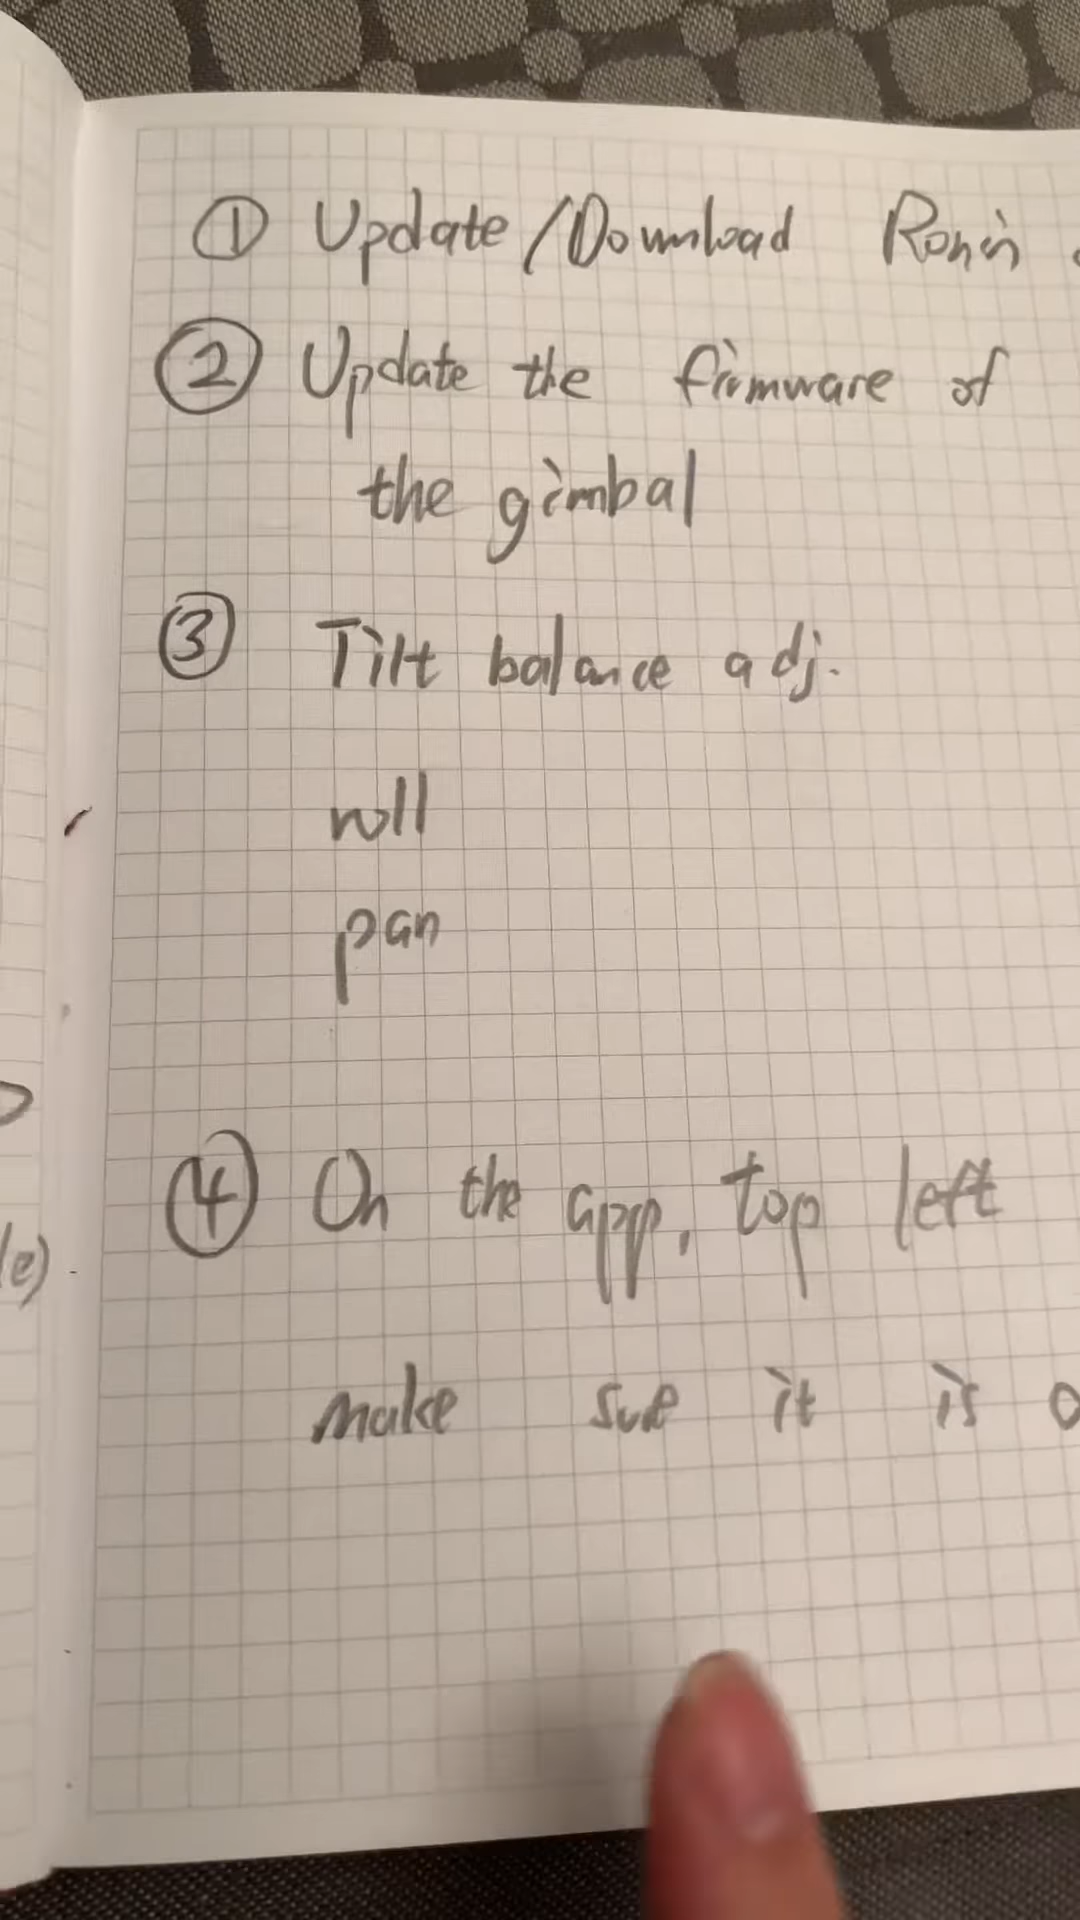 ① Update/Download Ronin
② Update the firmware of
the gimbal
③ Tilt balance adj.
roll
pan
④ On the app, top left
make sure it is